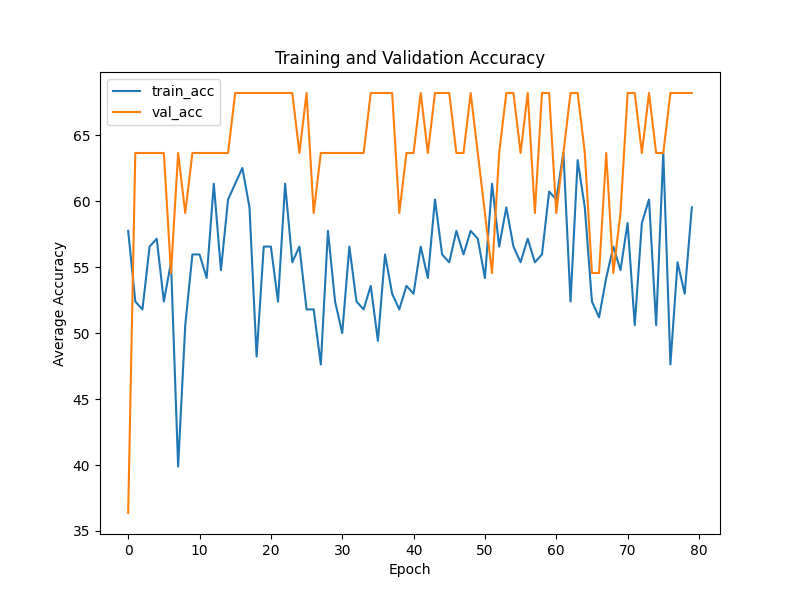 Training and Validation Accuracy
train_acc
val_acc
Average Accuracy
65
60
55
50
45
40
35
0 10 20 30 40 50 60 70 80
Epoch